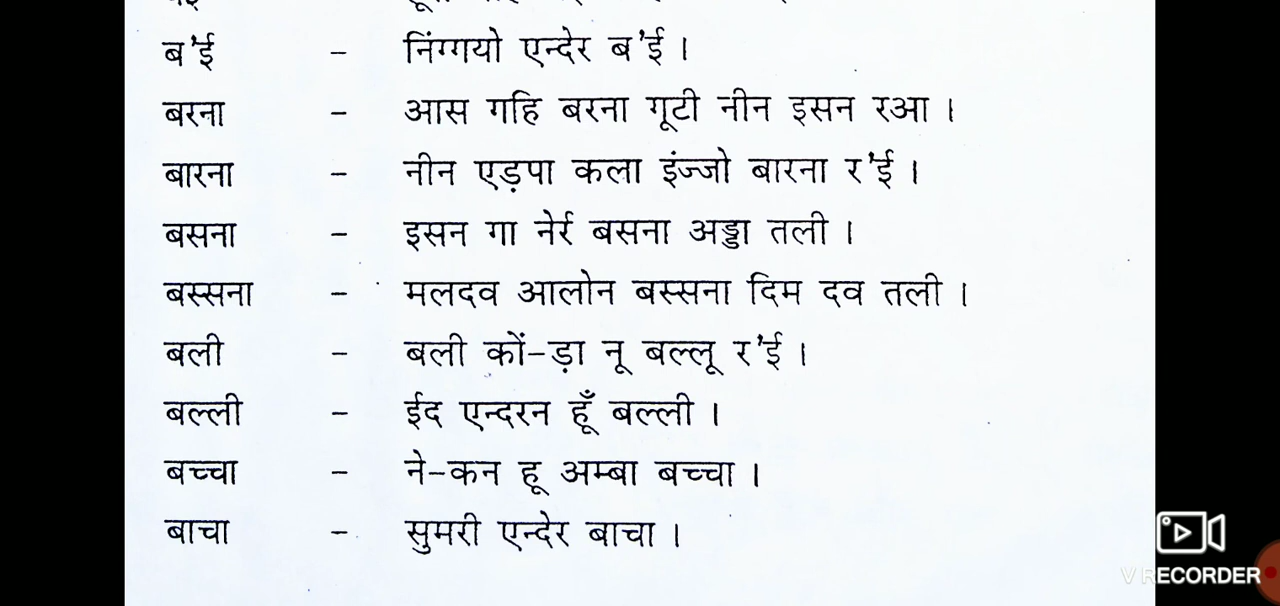 ब'ई - निंग्गयो एन्देर ब'ई ।
बरना - आस गहि बरना गूटी नीन इसन रआ ।
बारना - नीन एड़पा कला इंज्जो बारना र'ई ।
बसना - इसन गा नेर्र बसना अड्डा तली ।
बस्सना - मलदव आलोन बस्सना दिम दव तली ।
बली - बली कों-ड़ा नू बल्लू र'ई ।
बल्ली - ईद एन्दरन हूँ बल्ली ।
बच्चा - ने-कन हू अम्बा बच्चा ।
बाचा - सुमरी एन्देर बाचा ।
V RECORDER